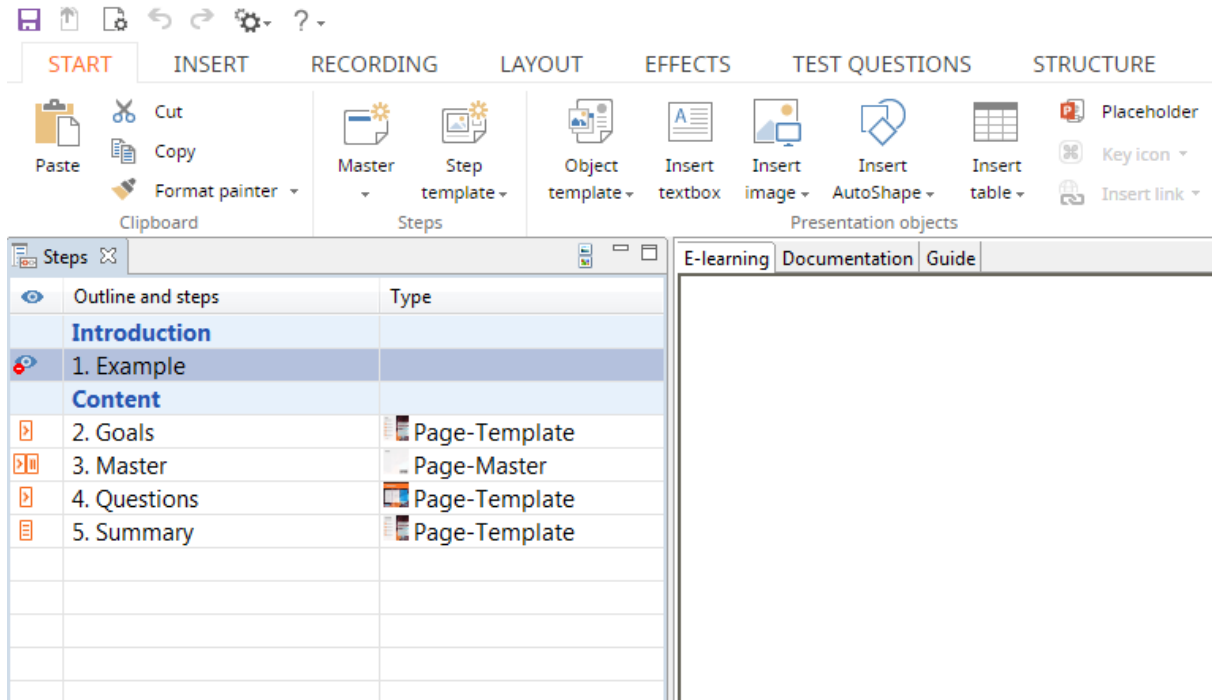 ?
START INSERT RECORDING LAYOUT EFFECTS TEST QUESTIONS STRUCTURE
Paste
Cut
Copy
Format painter
Clipboard
Master
Step template
Steps
Object template
Insert textbox
Insert image
Insert AutoShape
Insert table
Placeholder
Key icon
Insert link
Presentation objects
Steps
E-learning Documentation Guide
Outline and steps Type
Introduction
1. Example
Content
2. Goals Page-Template
3. Master Page-Master
4. Questions Page-Template
5. Summary Page-Template